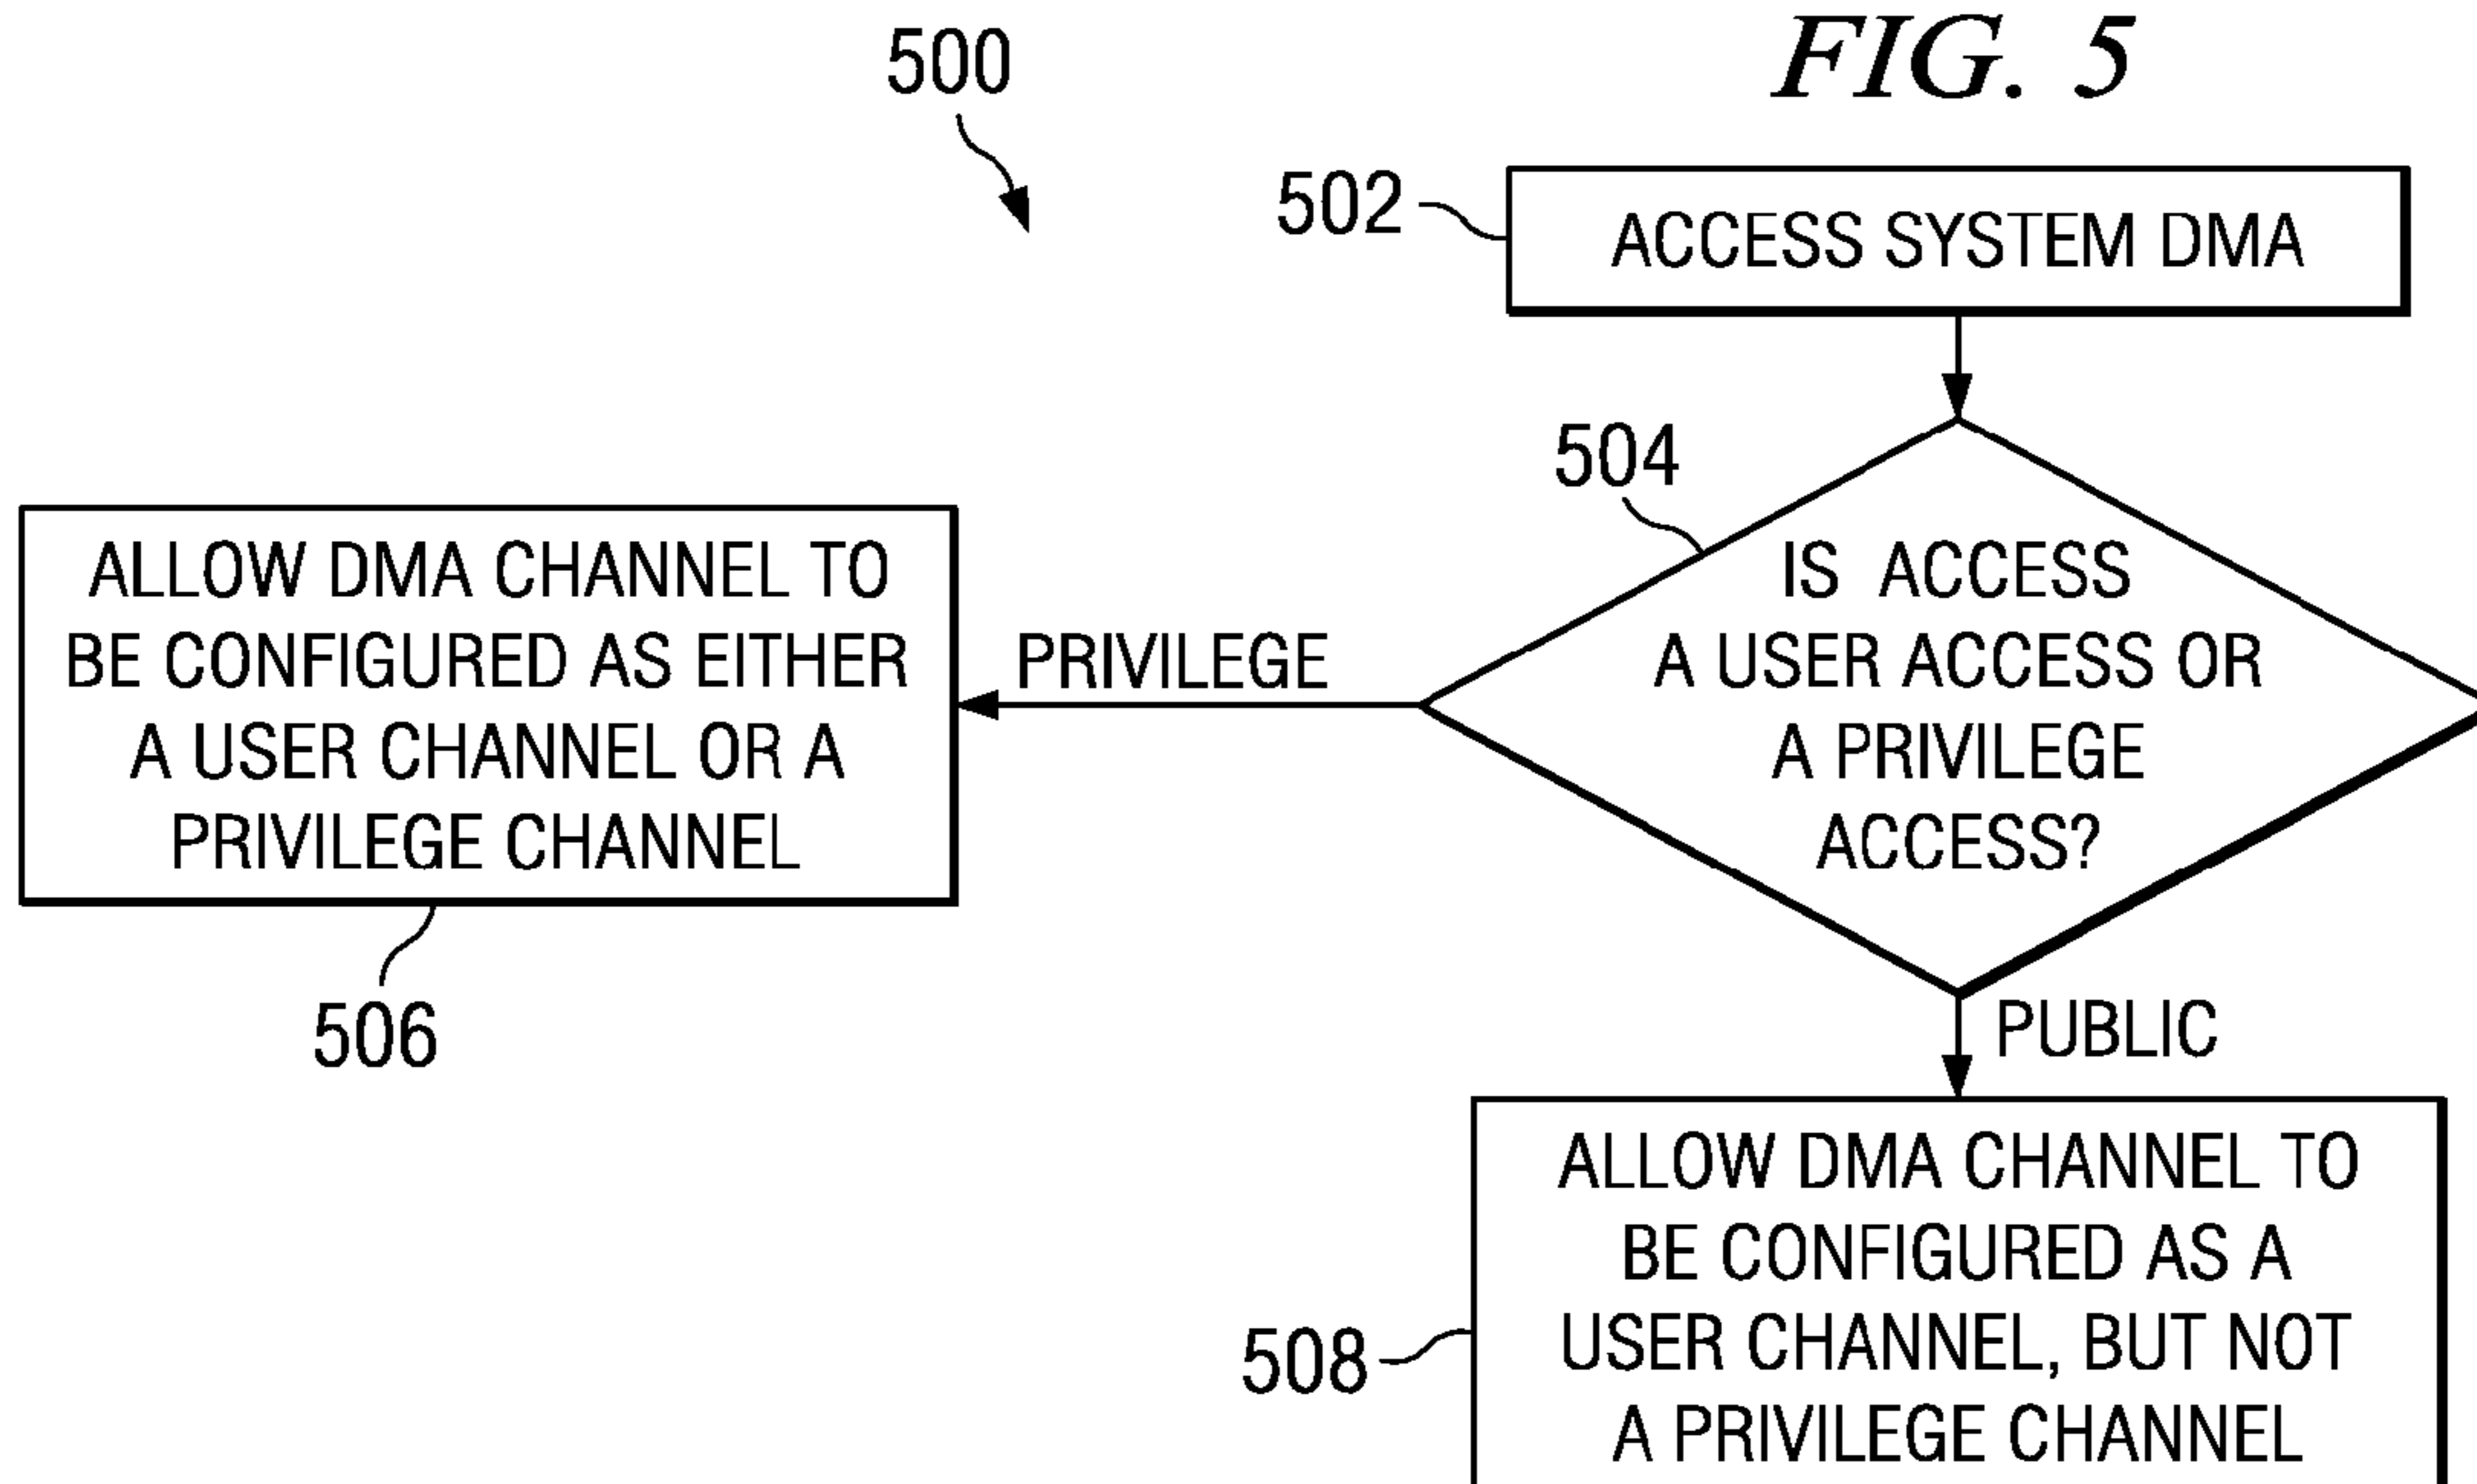 FIG. 5
500
502
ACCESS SYSTEM DMA
504
IS ACCESS
A USER ACCESS OR
A PRIVILEGE
ACCESS?
PRIVILEGE
ALLOW DMA CHANNEL TO
BE CONFIGURED AS EITHER
A USER CHANNEL OR A
PRIVILEGE CHANNEL
506
PUBLIC
ALLOW DMA CHANNEL TO
BE CONFIGURED AS A
USER CHANNEL, BUT NOT
A PRIVILEGE CHANNEL
508